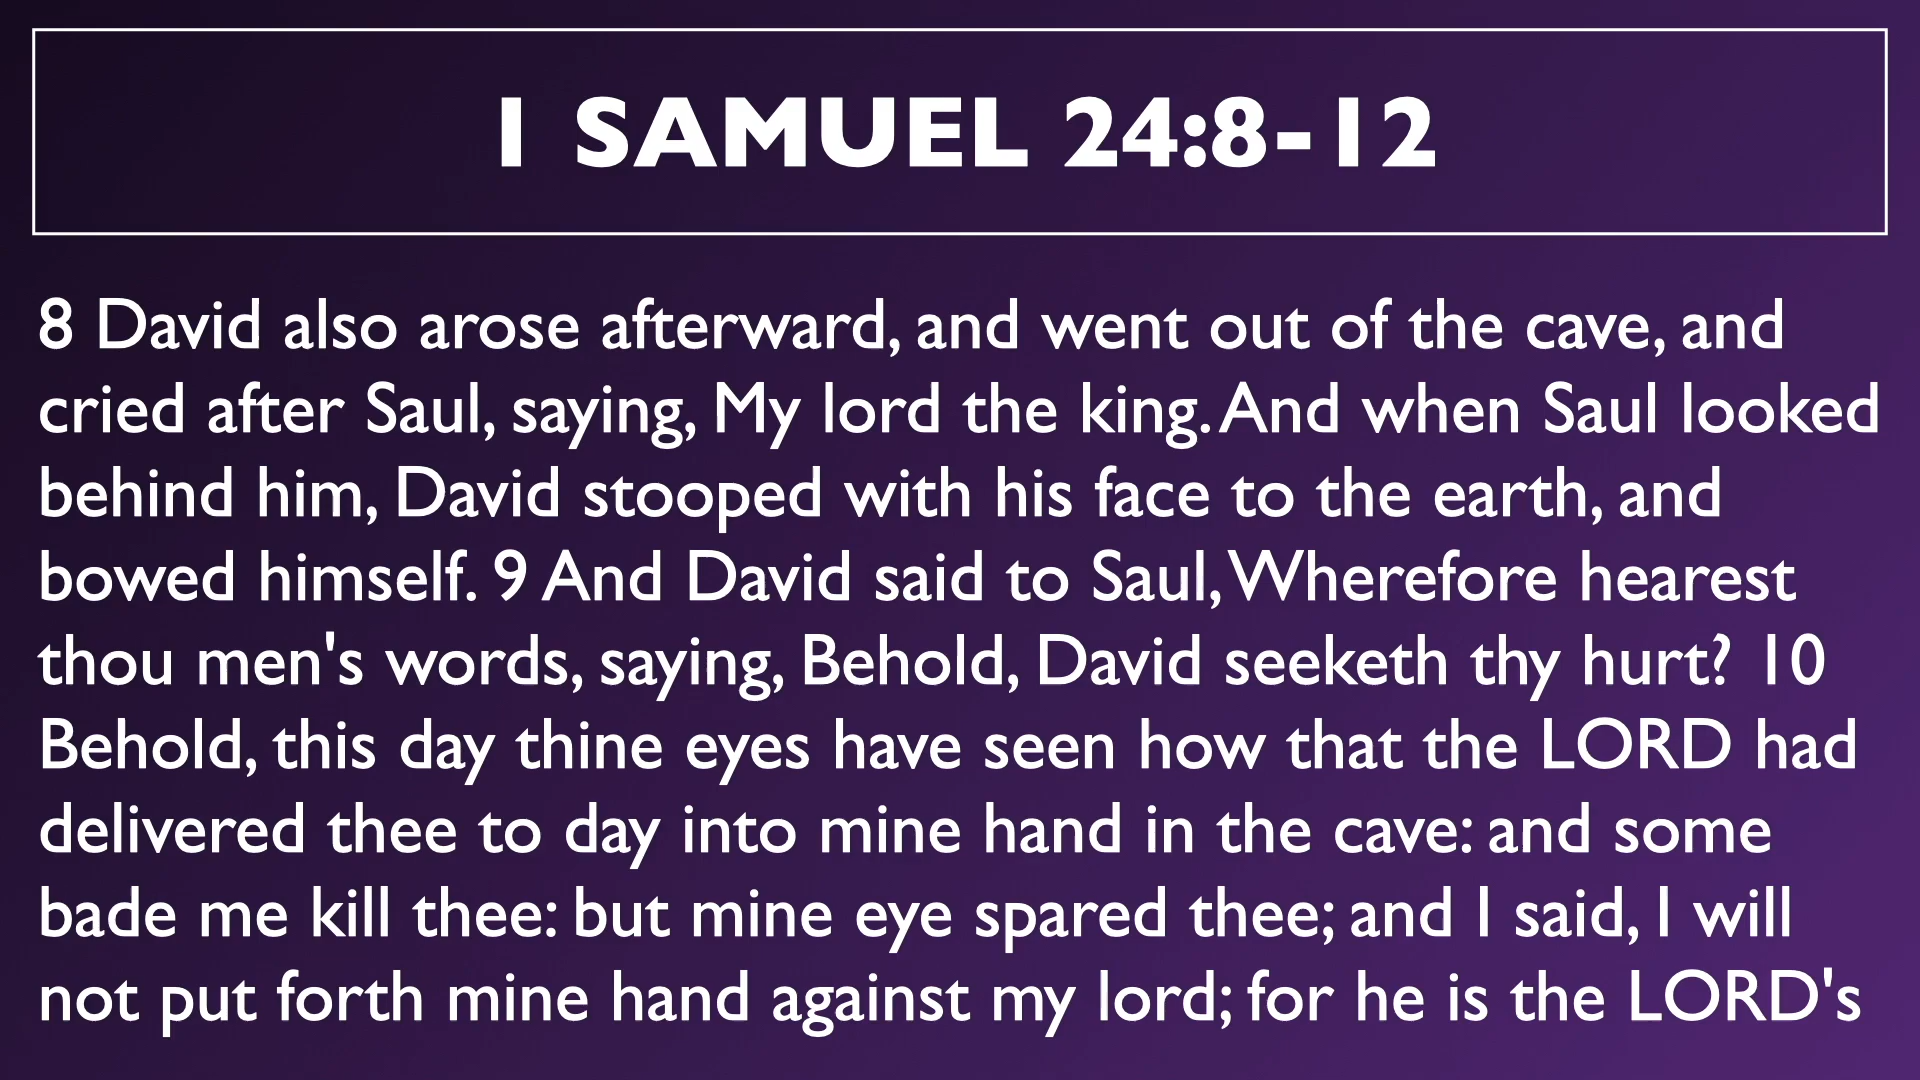 1 SAMUEL 24:8-12
8 David also arose afterward, and went out of the cave, and
cried after Saul, saying, My lord the king. And when Saul looked
behind him, David stooped with his face to the earth, and
bowed himself. 9 And David said to Saul, Wherefore hearest
thou men's words, saying, Behold, David seeketh thy hurt? 10
Behold, this day thine eyes have seen how that the LORD had
delivered thee to day into mine hand in the cave: and some
bade me kill thee: but mine eye spared thee; and I said, I will
not put forth mine hand against my lord; for he is the LORD's